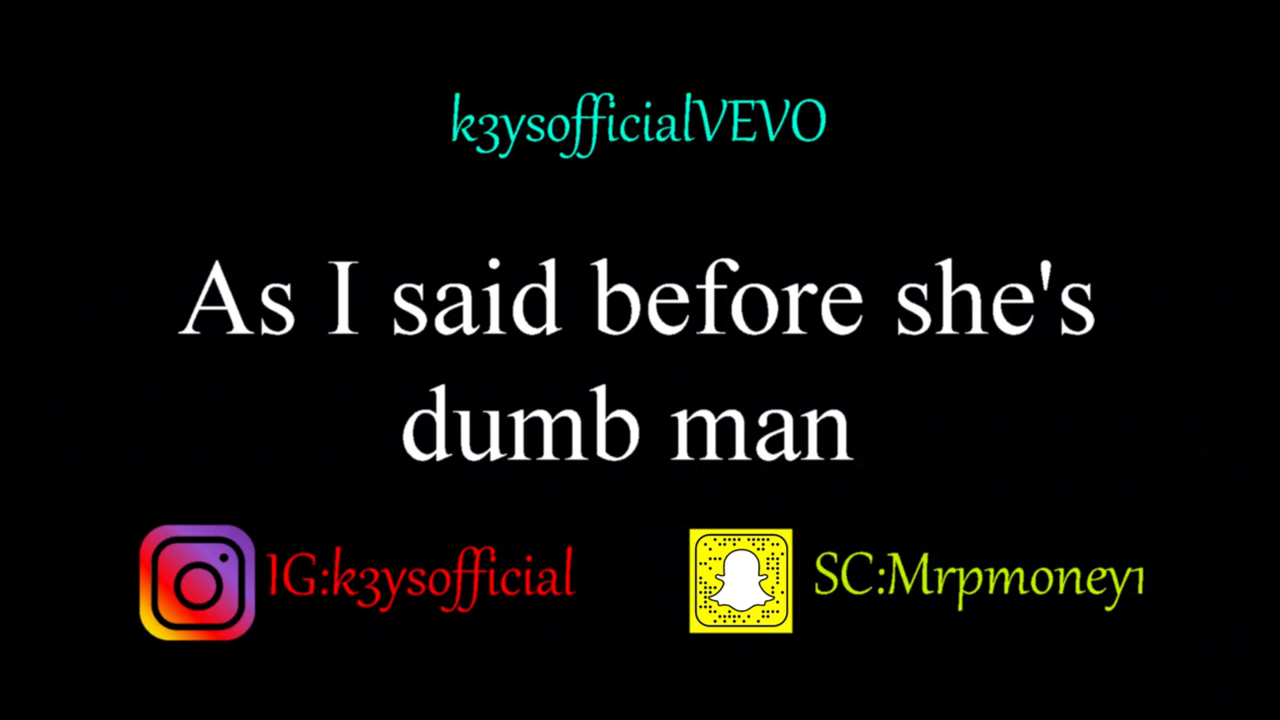 k3ysofficialVEVO
As I said before she's
dumb man
IG:k3ysofficial
SC:Mrpmoney1